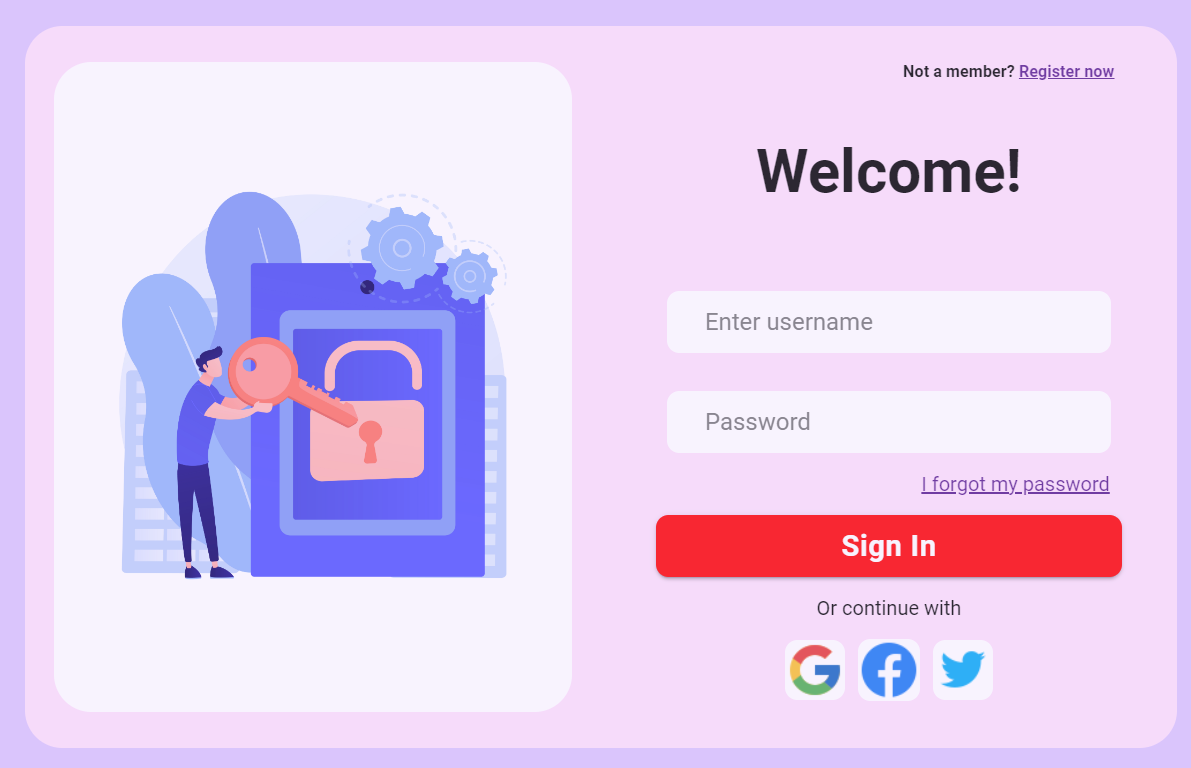 Not a member? Register now
Welcome!
Enter username
Password
I forgot my password
Sign In
Or continue with